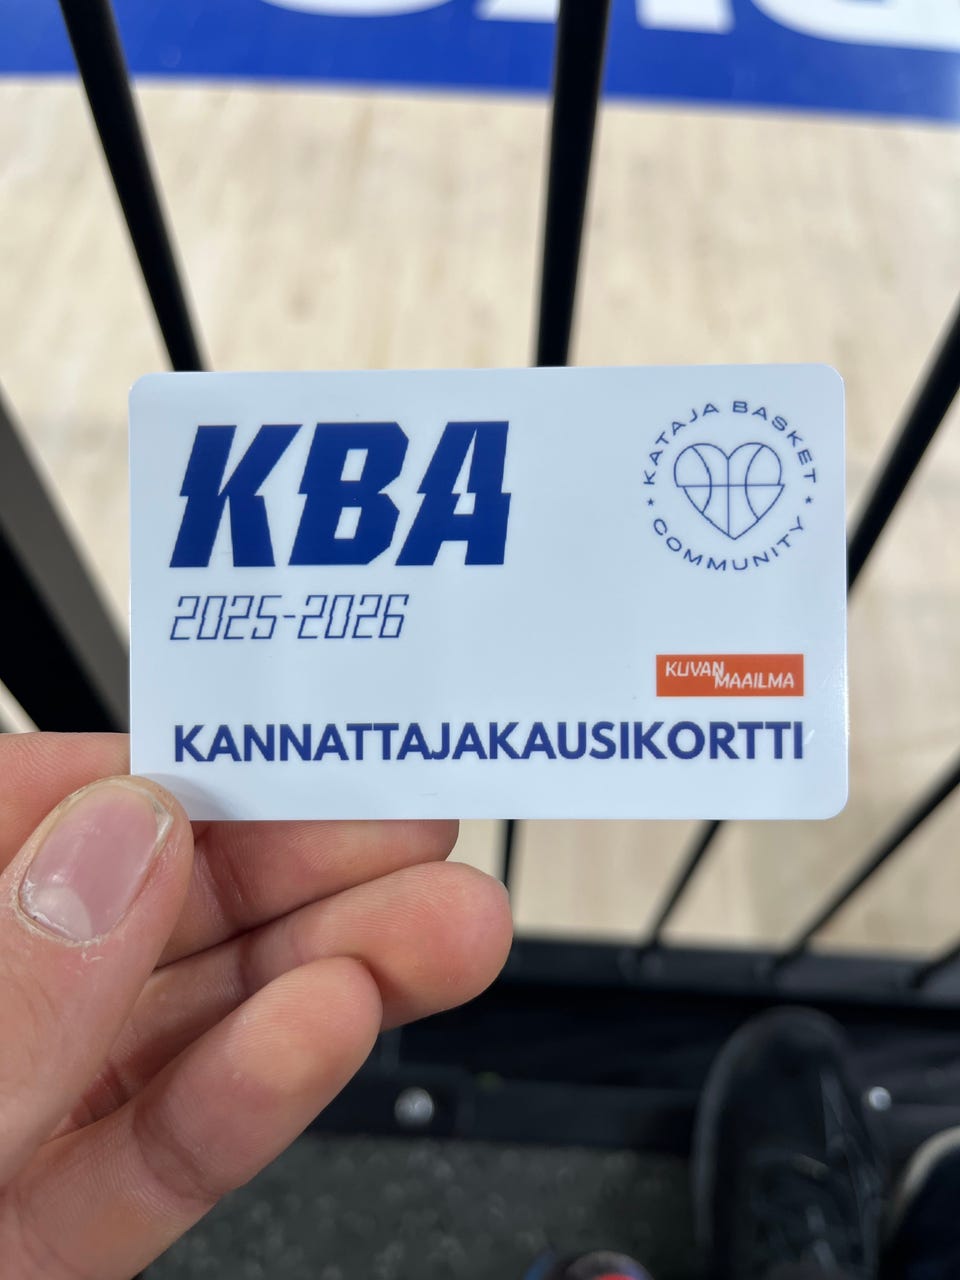 KBA
2025-2026
KATAJA BASKET
COMMUNITY
KUVAN
MAAILMA
KANNATTAJAKAUSIKORTTI